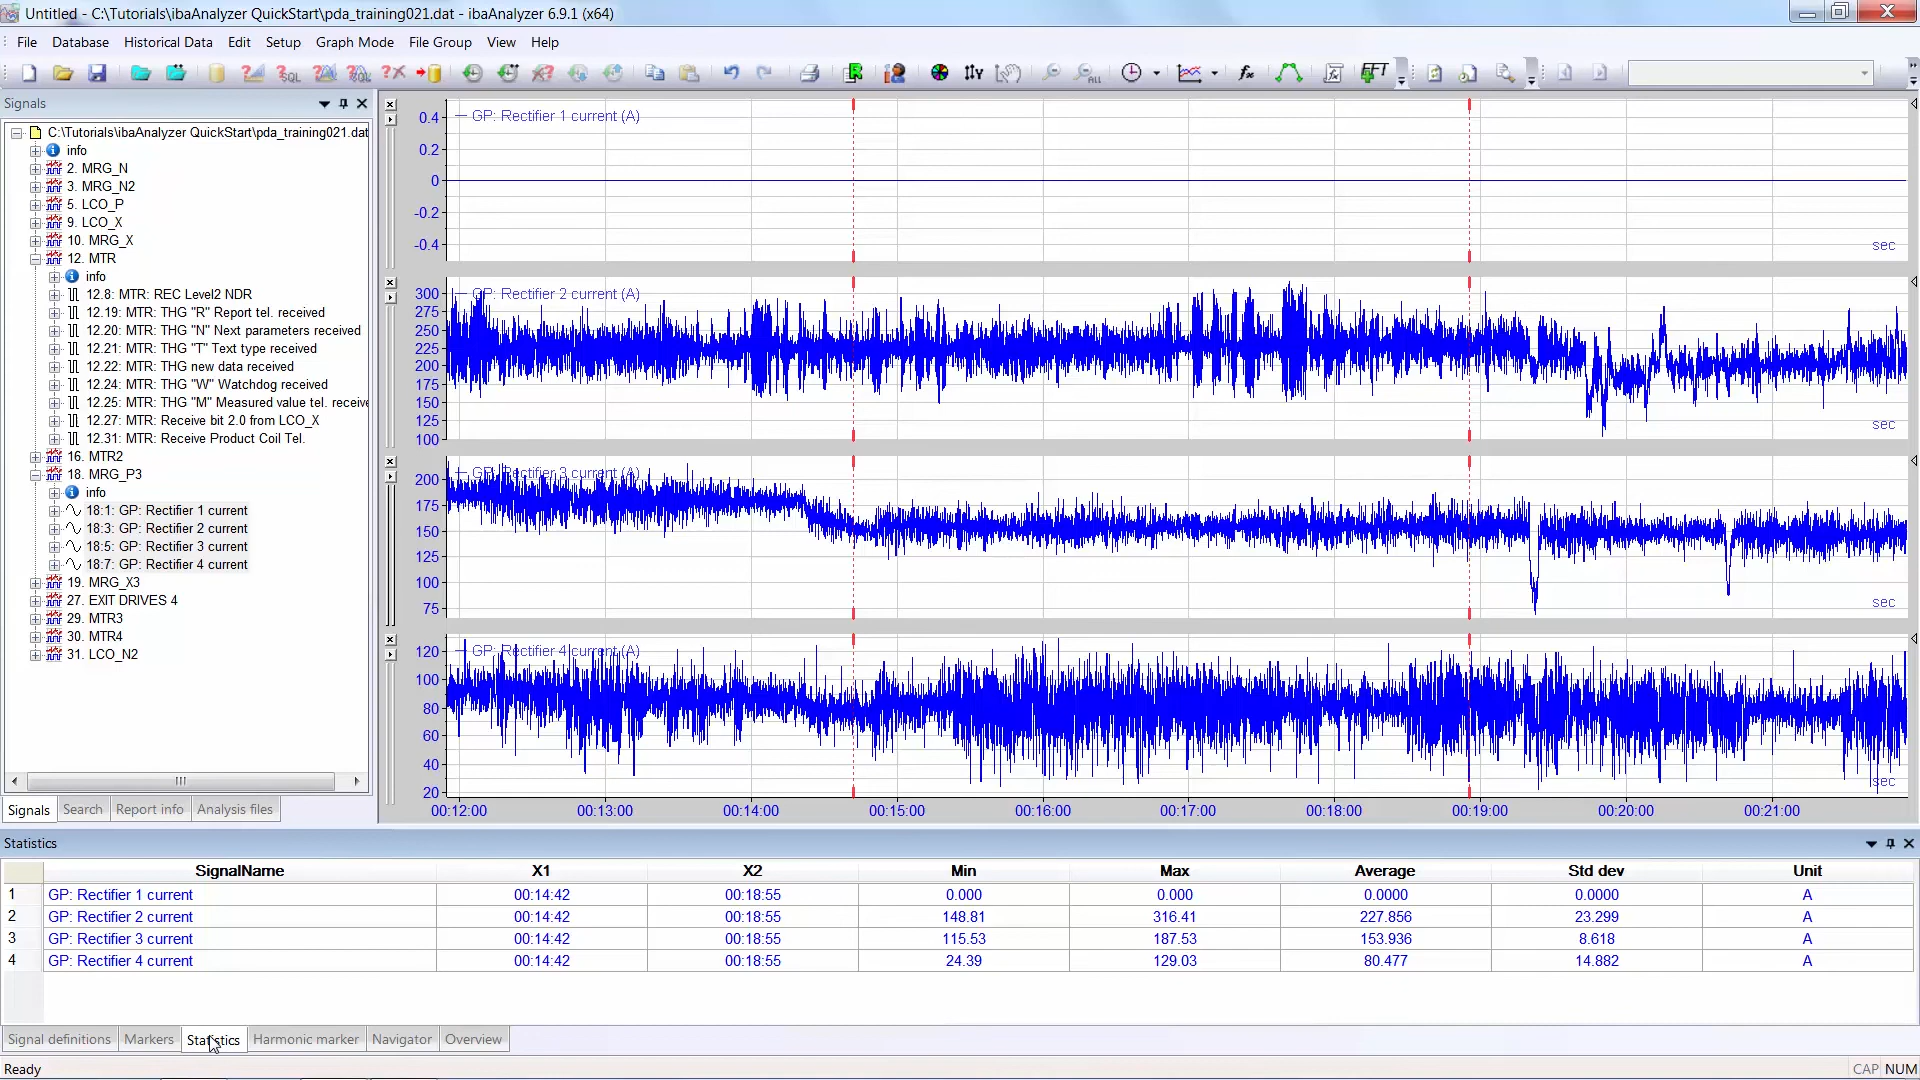 Untitled - C:\Tutorials\ibaAnalyzer QuickStart\pda_training021.dat - ibaAnalyzer 6.9.1 (x64)
File Database Historical Data Edit Setup Graph Mode File Group View Help
Signals
C:\Tutorials\ibaAnalyzer QuickStart\pda_training021.dat
info
2. MRG_N
3. MRG_N2
5. LCO_P
9. LCO_X
10. MRG_X
12. MTR
info
12.8: MTR: REC Level2 NDR
12.19: MTR: THG "R" Report tel. received
12.20: MTR: THG "N" Next parameters received
12.21: MTR: THG "T" Text type received
12.22: MTR: THG new data received
12.24: MTR: THG "W" Watchdog received
12.25: MTR: THG "M" Measured value tel. receive
12.27: MTR: Receive bit 2.0 from LCO_X
12.31: MTR: Receive Product Coil Tel.
16. MTR2
18. MRG_P3
info
18:1: GP: Rectifier 1 current
18:3: GP: Rectifier 2 current
18:5: GP: Rectifier 3 current
18:7: GP: Rectifier 4 current
19. MRG_X3
27. EXIT DRIVES 4
29. MTR3
30. MTR4
31. LCO_N2
Signals Search Report info Analysis files
GP: Rectifier 1 current (A)
0.4
0.2
0
-0.2
-0.4
sec
GP: Rectifier 2 current (A)
300
275
250
225
200
175
150
125
100
sec
GP: Rectifier 3 current (A)
200
175
150
125
100
75
sec
GP: Rectifier 4 current (A)
120
100
80
60
40
20
sec
00:12:00 00:13:00 00:14:00 00:15:00 00:16:00 00:17:00 00:18:00 00:19:00 00:20:00 00:21:00
Statistics
SignalName X1 X2 Min Max Average Std dev Unit
1 GP: Rectifier 1 current 00:14:42 00:18:55 0.000 0.000 0.0000 0.0000 A
2 GP: Rectifier 2 current 00:14:42 00:18:55 148.81 316.41 227.856 23.299 A
3 GP: Rectifier 3 current 00:14:42 00:18:55 115.53 187.53 153.936 8.618 A
4 GP: Rectifier 4 current 00:14:42 00:18:55 24.39 129.03 80.477 14.882 A
Signal definitions Markers Statistics Harmonic marker Navigator Overview
Ready CAP NUM